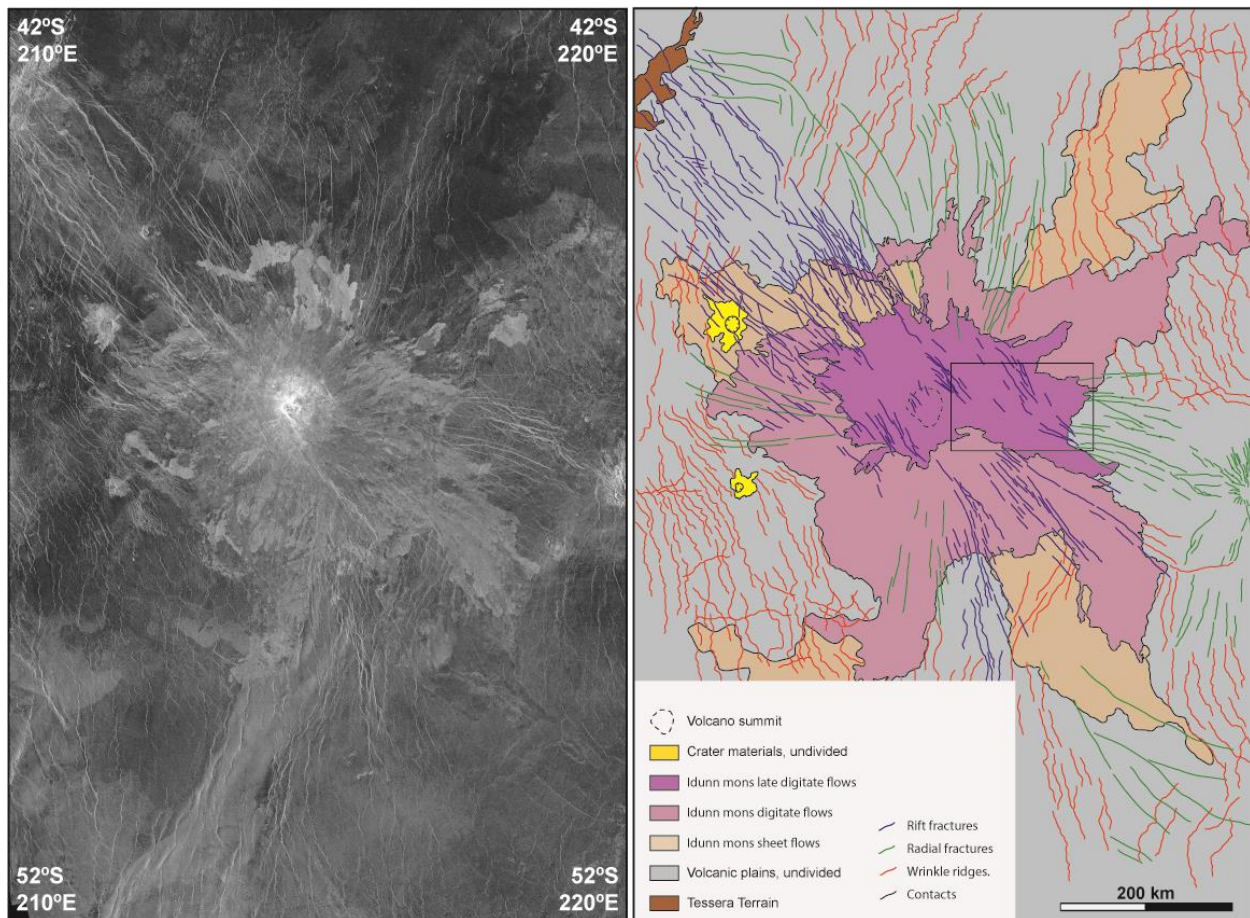 42ºS
210ºE
42ºS
220ºE
52ºS
210ºE
52ºS
220ºE
Volcano summit
Crater materials, undivided
Idunn mons late digitate flows
Idunn mons digitate flows
Idunn mons sheet flows
Volcanic plains, undivided
Tessera Terrain
Rift fractures
Radial fractures
Wrinkle ridges.
Contacts
200 km